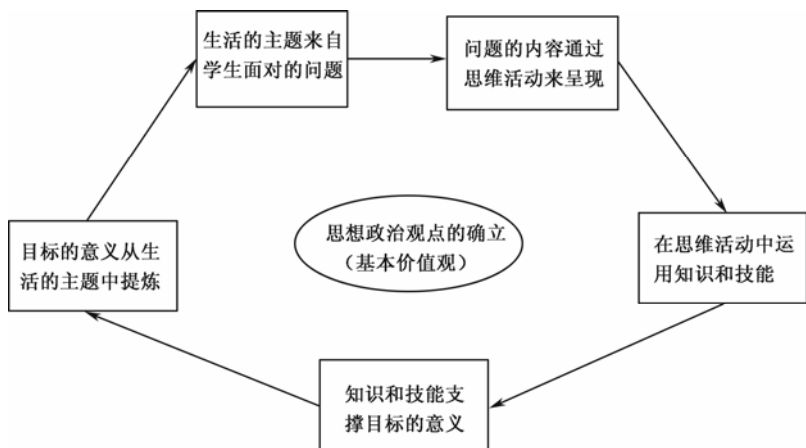 生活的主题来自
学生面对的问题
问题的内容通过
思维活动来呈现
在思维活动中运
用知识和技能
知识和技能支
撑目标的意义
目标的意义从生
活的主题中提炼
思想政治观点的确立
（基本价值观）